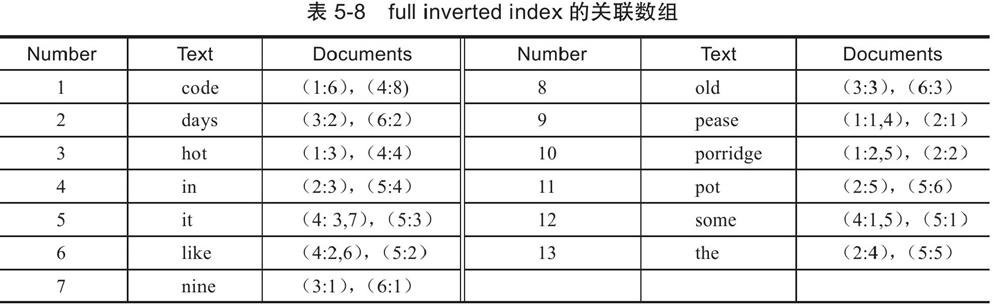 表 5-8 full inverted index 的关联数组
Number Text Documents Number Text Documents
1 code （1:6），（4:8) 8 old （3:3），（6:3）
2 days （3:2），（6:2） 9 pease （1:1,4），（2:1）
3 hot （1:3），（4:4） 10 porridge （1:2,5），（2:2）
4 in （2:3），（5:4） 11 pot （2:5），（5:6）
5 it （4: 3,7），（5:3） 12 some （4:1,5），（5:1）
6 like （4:2,6），（5:2） 13 the （2:4），（5:5）
7 nine （3:1），（6:1）